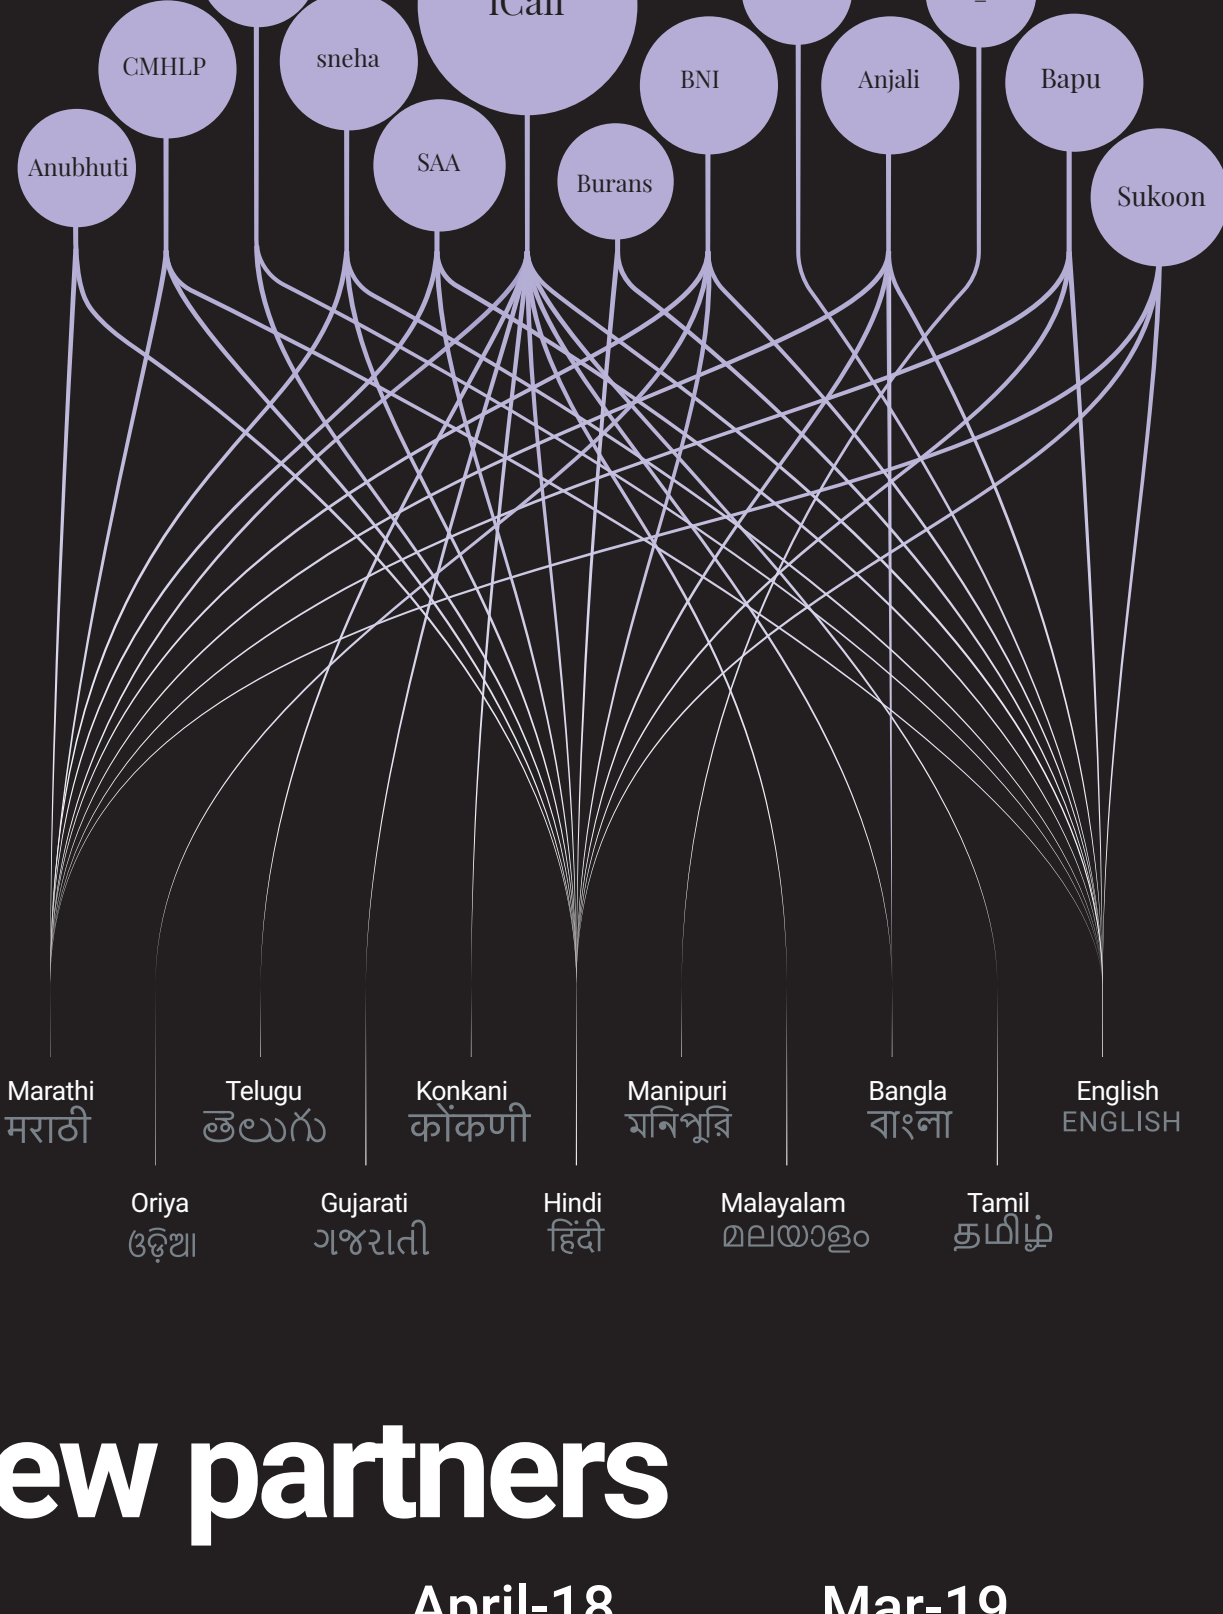 iCall
CMHLP
sneha
BNI
Anjali
Bapu
Anubhuti
SAA
Burans
Sukoon
Marathi
मराठी
Telugu
తెలుగు
Konkani
कोंकणी
Manipuri
মনিপুরি
Bangla
বাংলা
English
ENGLISH
Oriya
ଓଡ଼ିଆ
Gujarati
ગજરાતી
Hindi
हिंदी
Malayalam
മലയാളം
Tamil
தமிழ்
ew partners
April-18 Mar-19